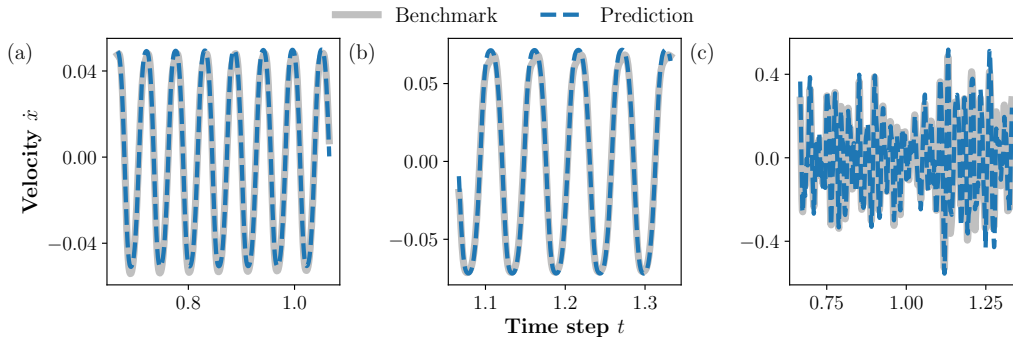 Benchmark Prediction
(a) (b) (c)
0.04
0.00
−0.04
0.05
0.00
−0.05
0.4
0.0
−0.4
Velocity ẋ
0.8 1.0 1.1 1.2 1.3 0.75 1.00 1.25
Time step t